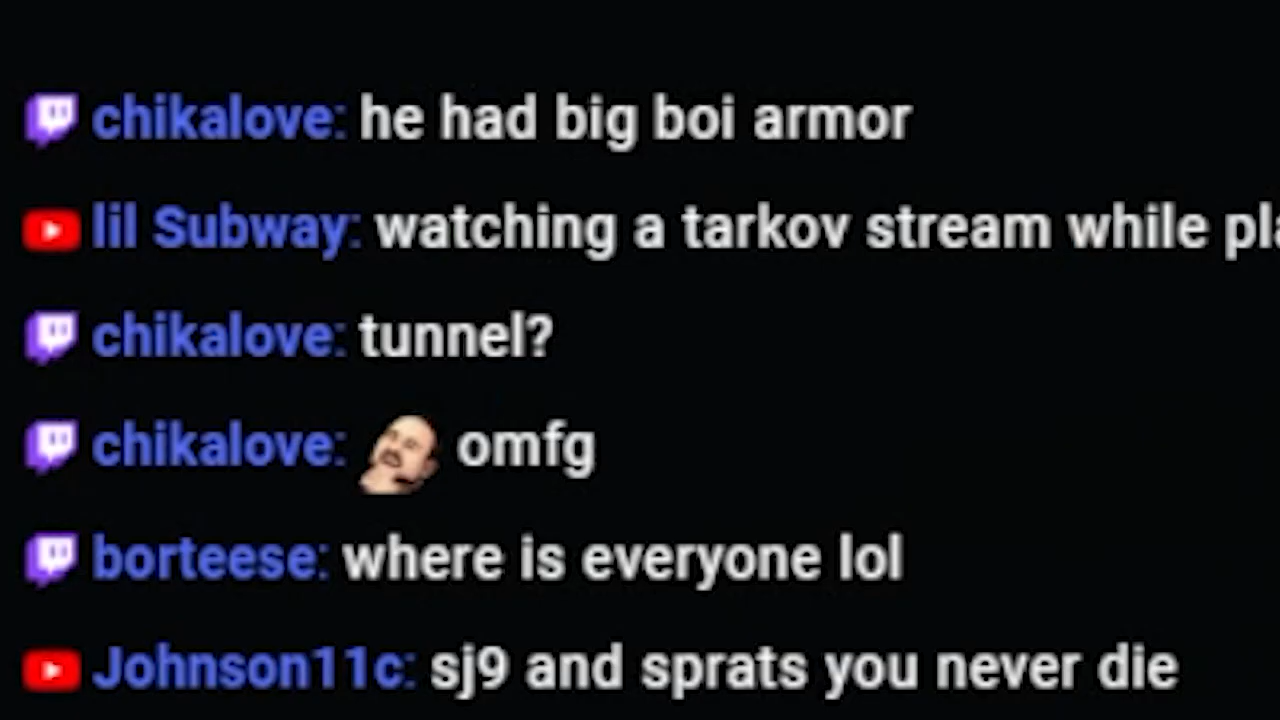 chikalove: he had big boi armor
lil Subway: watching a tarkov stream while
chikalove: tunnel?
chikalove: omfg
borteese: where is everyone lol
Johnson11c: sj9 and sprats you never die